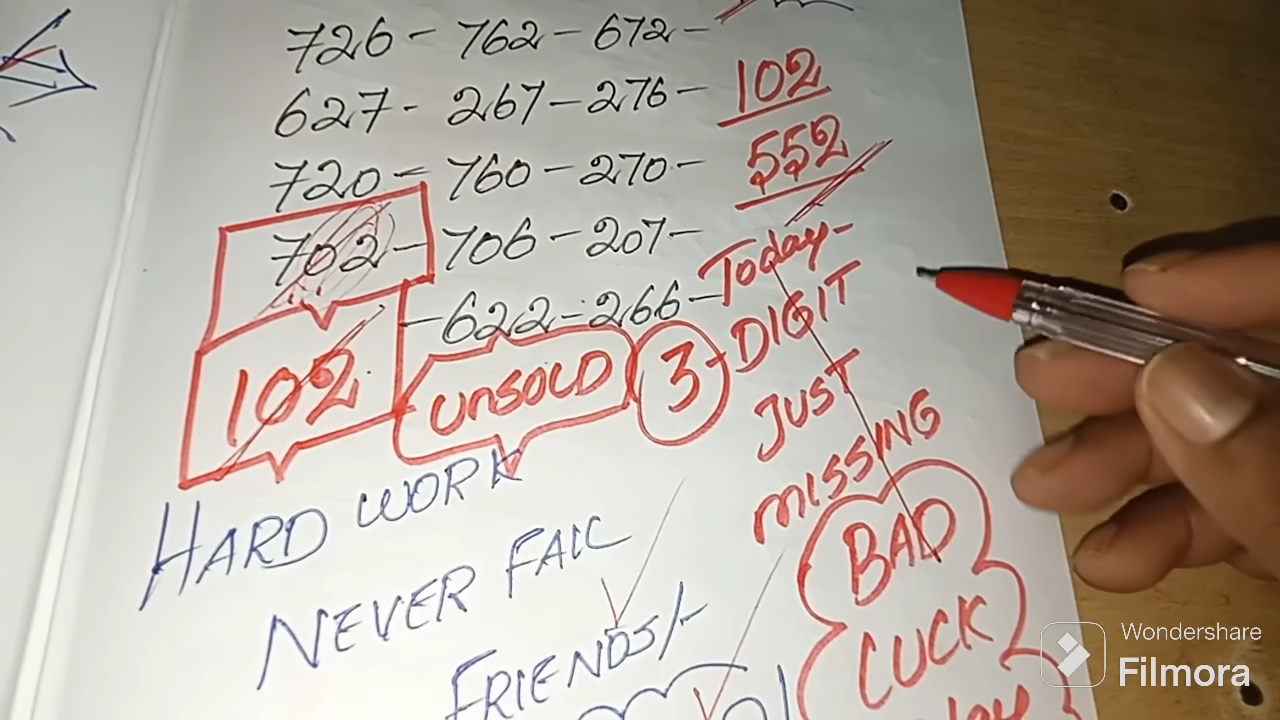 726 - 762 - 672 -
627 - 267 - 276 - 102
720 - 760 - 270 - 552
702 - 706 - 207 - Today -
- 622 - 266 - DIGIT
102 UNSOLD 3 JUST
MISSING
HARD WORK
NEVER FAIL
FRIENDS/-
BAD
LUCK
Wondershare
Filmora